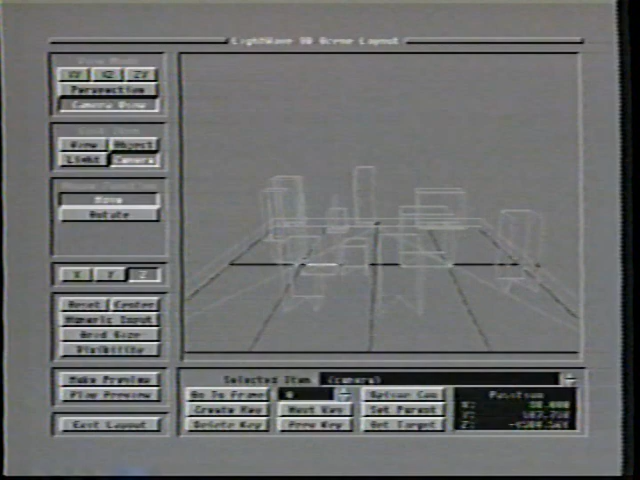 LightWave 3D Scene Layout
View Mode
XY XZ ZY
Perspective
Camera View
View Object
Light Camera
Move
Rotate
X Y Z
Reset Center
Numeric Input
Grid Size
Visibility
Make Preview
Play Preview
Exit Layout
Selected Item (camera)
Go To Frame 0
Create Key Next Key Set Parent
Delete Key Prev Key Set Target
Position
X:
Y:
Z: